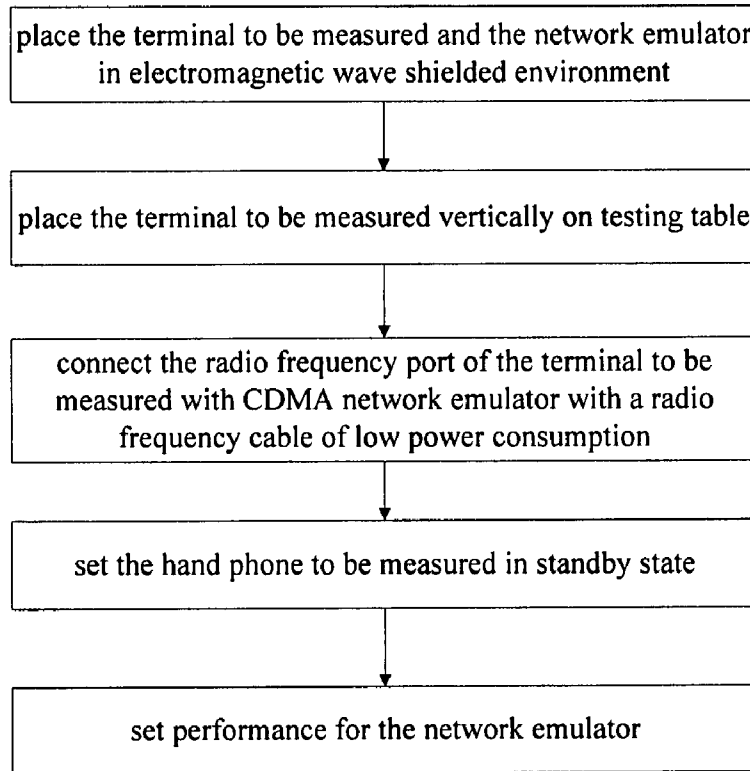 place the terminal to be measured and the network emulator
in electromagnetic wave shielded environment
place the terminal to be measured vertically on testing table
connect the radio frequency port of the terminal to be
measured with CDMA network emulator with a radio
frequency cable of low power consumption
set the hand phone to be measured in standby state
set performance for the network emulator